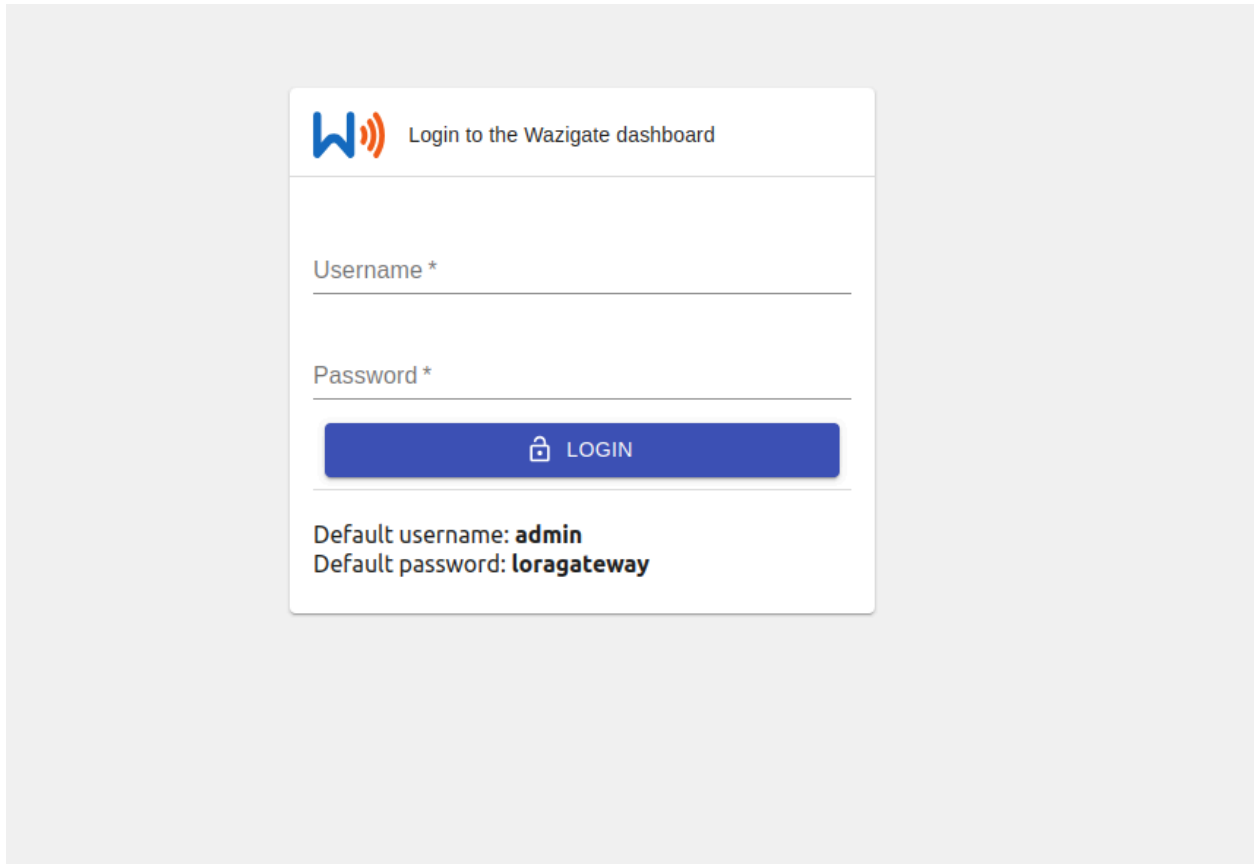 Login to the Wazigate dashboard
Username *
Password *
LOGIN
Default username: admin
Default password: loragateway